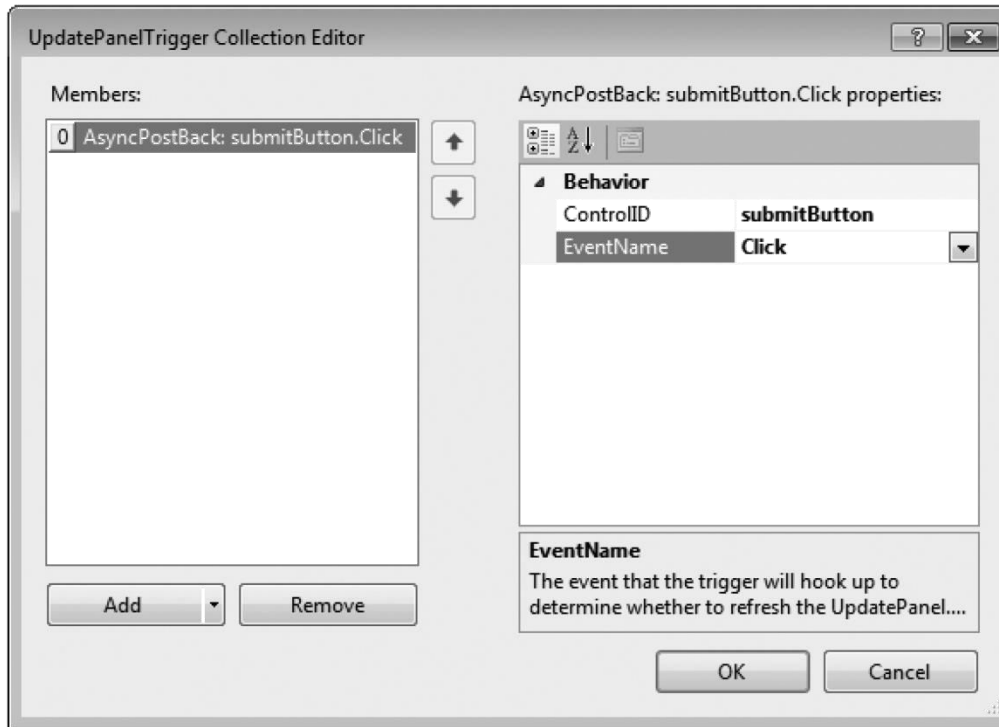 UpdatePanelTrigger Collection Editor
?
Members:
0 AsyncPostBack: submitButton.Click
Add
Remove
AsyncPostBack: submitButton.Click properties:
A
Z
Behavior
ControlID submitButton
EventName Click
EventName
The event that the trigger will hook up to
determine whether to refresh the UpdatePanel....
OK
Cancel